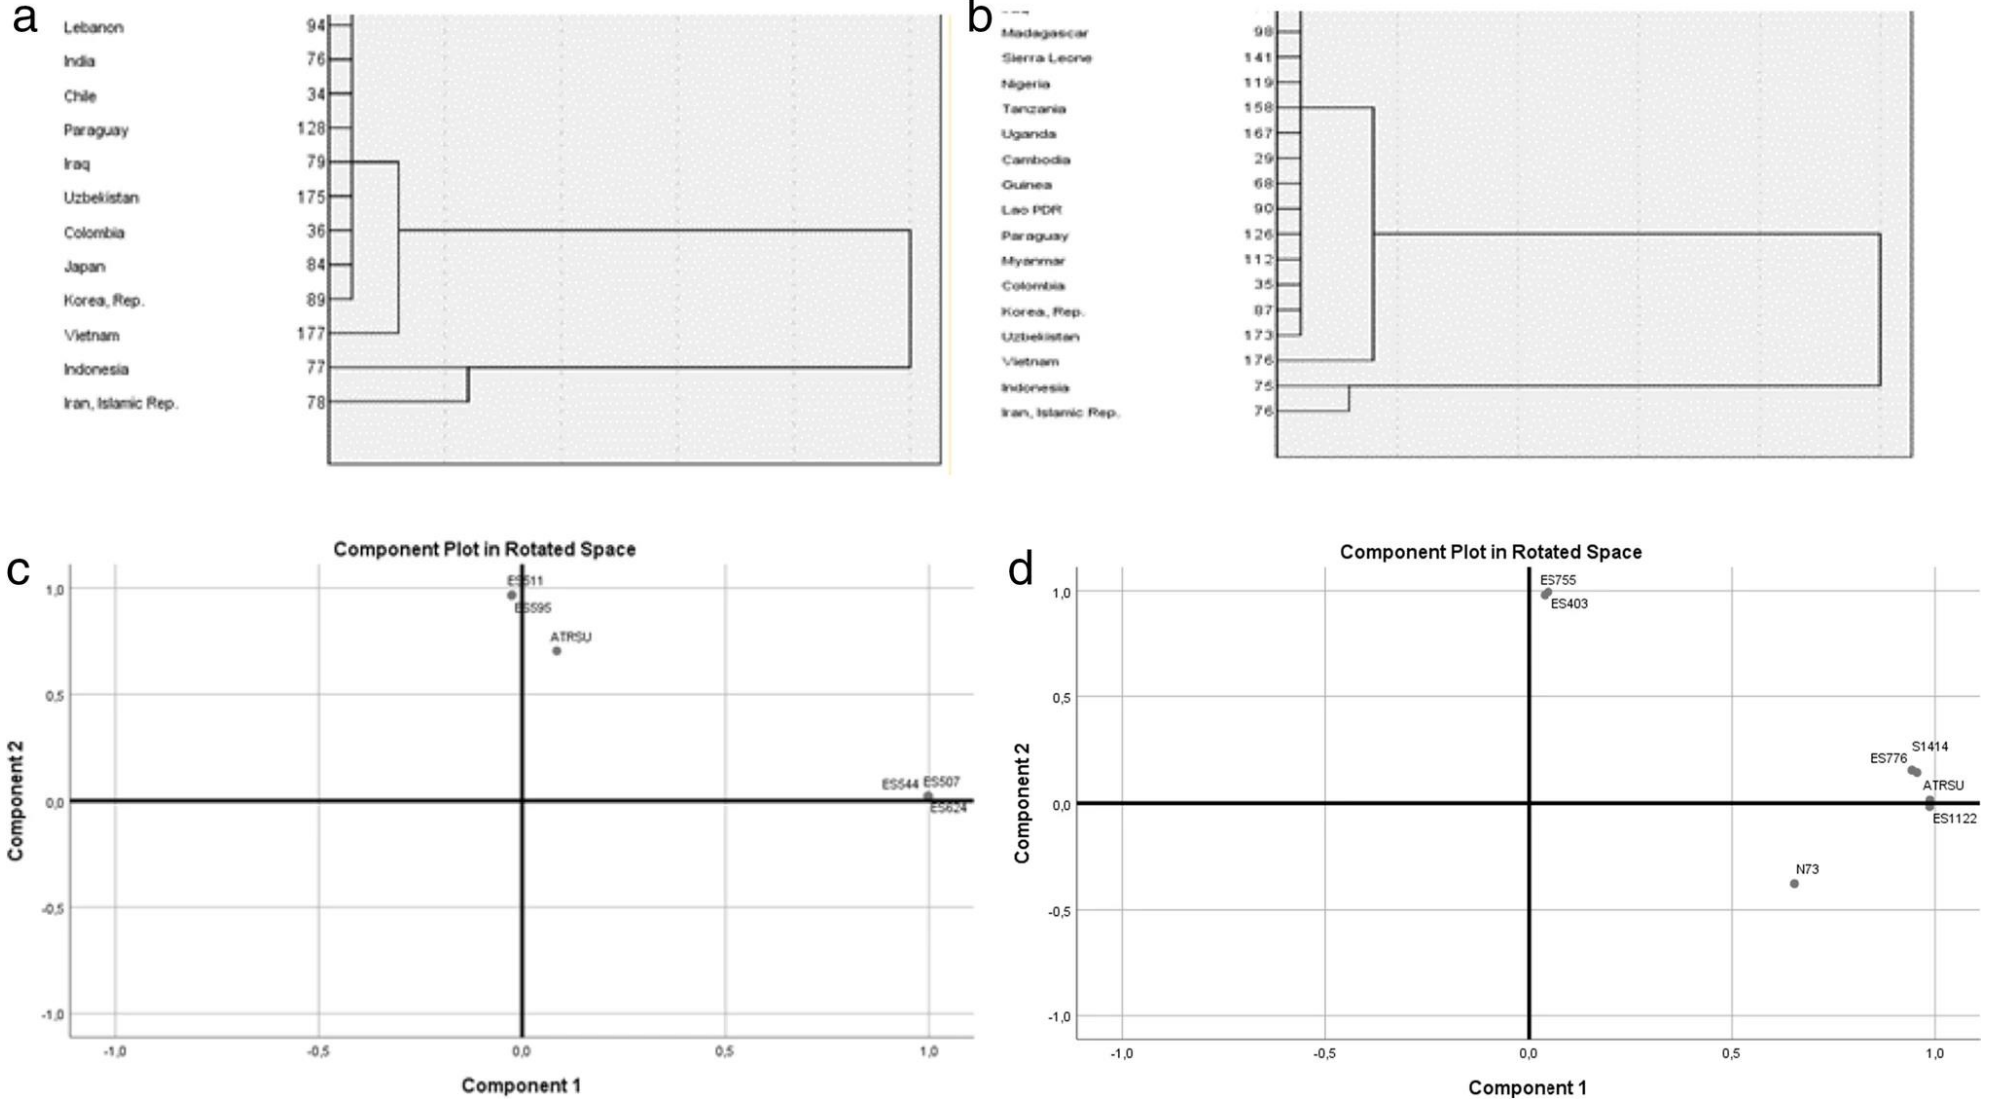 a
Lebanon 94
India 76
Chile 34
Paraguay 128
Iraq 79
Uzbekistan 175
Colombia 36
Japan 84
Korea, Rep. 89
Vietnam 177
Indonesia 77
Iran, Islamic Rep. 78
b
Madagascar 98
Sierra Leone 141
Nigeria 119
Tanzania 158
Uganda 167
Cambodia 29
Guinea 68
Lao PDR 90
Paraguay 126
Myanmar 112
Colombia 35
Korea, Rep. 87
Uzbekistan 173
Vietnam 176
Indonesia 75
Iran, Islamic Rep. 76
c
Component Plot in Rotated Space
ES511
ES595
ATRSU
ES544 ES507
ES624
1,0
0,5
0,0
-0,5
-1,0
Component 2
-1,0 -0,5 0,0 0,5 1,0
Component 1
d
Component Plot in Rotated Space
ES755
ES403
S1414
ES776
ATRSU
ES1122
N73
1,0
0,5
0,0
-0,5
-1,0
Component 2
-1,0 -0,5 0,0 0,5 1,0
Component 1